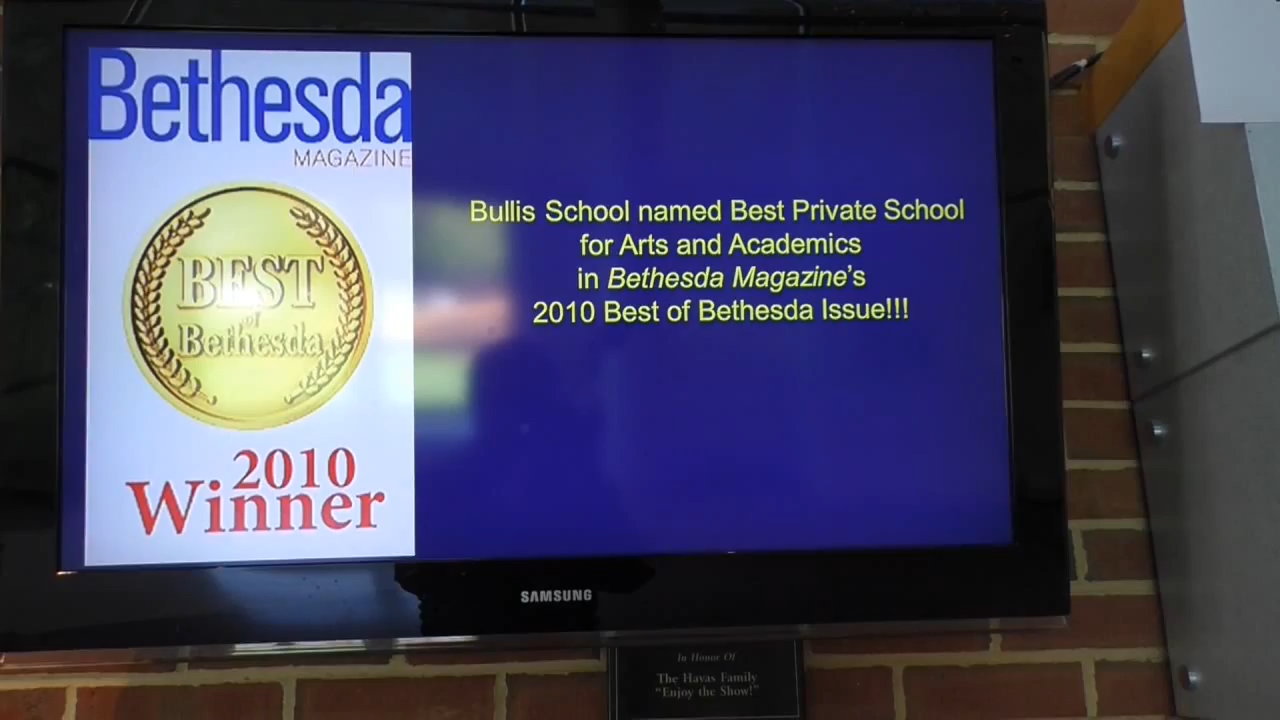 Bethesda
MAGAZINE
BEST
of
Bethesda
2010
Winner
Bullis School named Best Private School
for Arts and Academics
in Bethesda Magazine's
2010 Best of Bethesda Issue!!!
SAMSUNG
In Honor Of
The Havas Family
"Enjoy the Show!"